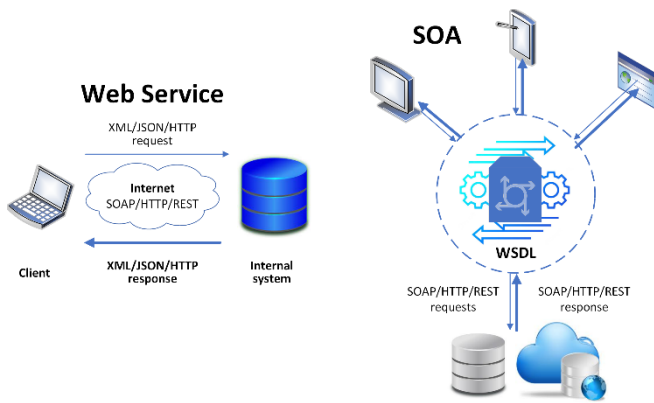 Web Service
XML/JSON/HTTP
request
Internet
SOAP/HTTP/REST
Client
XML/JSON/HTTP
response
Internal
system
SOA
WSDL
SOAP/HTTP/REST
requests
SOAP/HTTP/REST
response